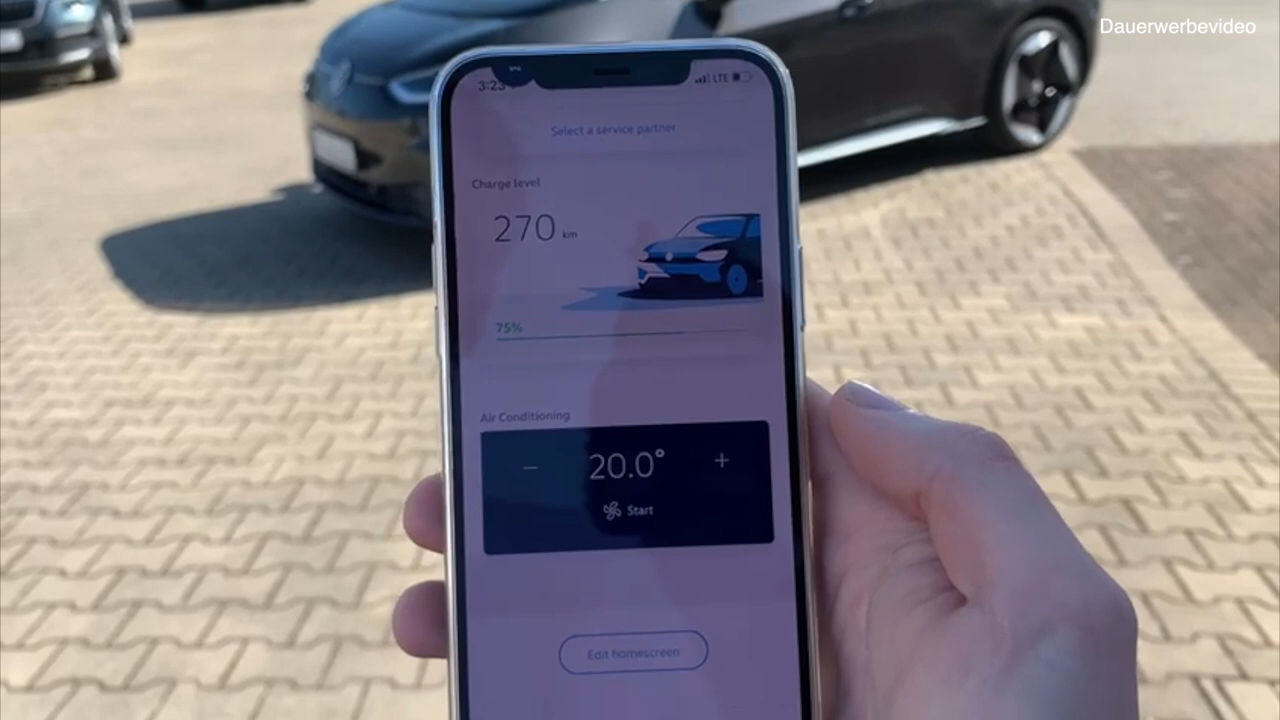 Dauerwerbevideo
3:23
LTE
Select a service partner
Charge level
270 km
75%
Air Conditioning
− 20.0° +
Start
Edit homescreen